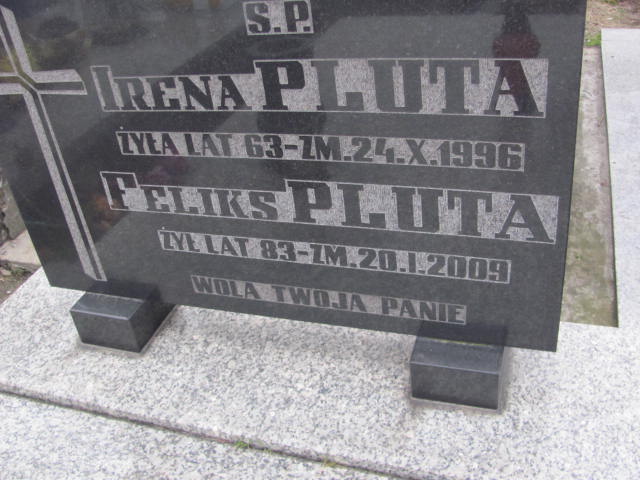 Ś.P.
IRENA PLUTA
ŻYŁA LAT 63-ZM.24.X.1996
FELIKS PLUTA
ŻYŁ LAT 83-ZM.20.I.2009
WOLA TWOJA PANIE